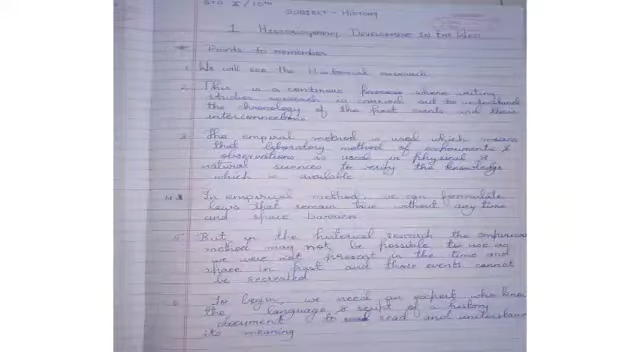 STD X / 10th
SUBJECT - HISTORY
1. Historiography Development In the West
* Points to remember
1. We will see the Historical research
2. This is a continous process where writing
studies research is carried out to understand
the chronology of the past events and their
interconnections
3. The empiral method is used which means
that laboratory method of experiments &
observations is used in physical &
natural sciences to verify the knowledge
which is available
4. In empirical method, we can formulate
laws that remain true without any time
and space barrier
5. But in the historical research the empirical
method may not be possible to use as
we were not present in the time and
space in past and those events cannot
be recreated
6. To begin, we need an expert who knows
the language & script of a history
document to read and understand
its meaning